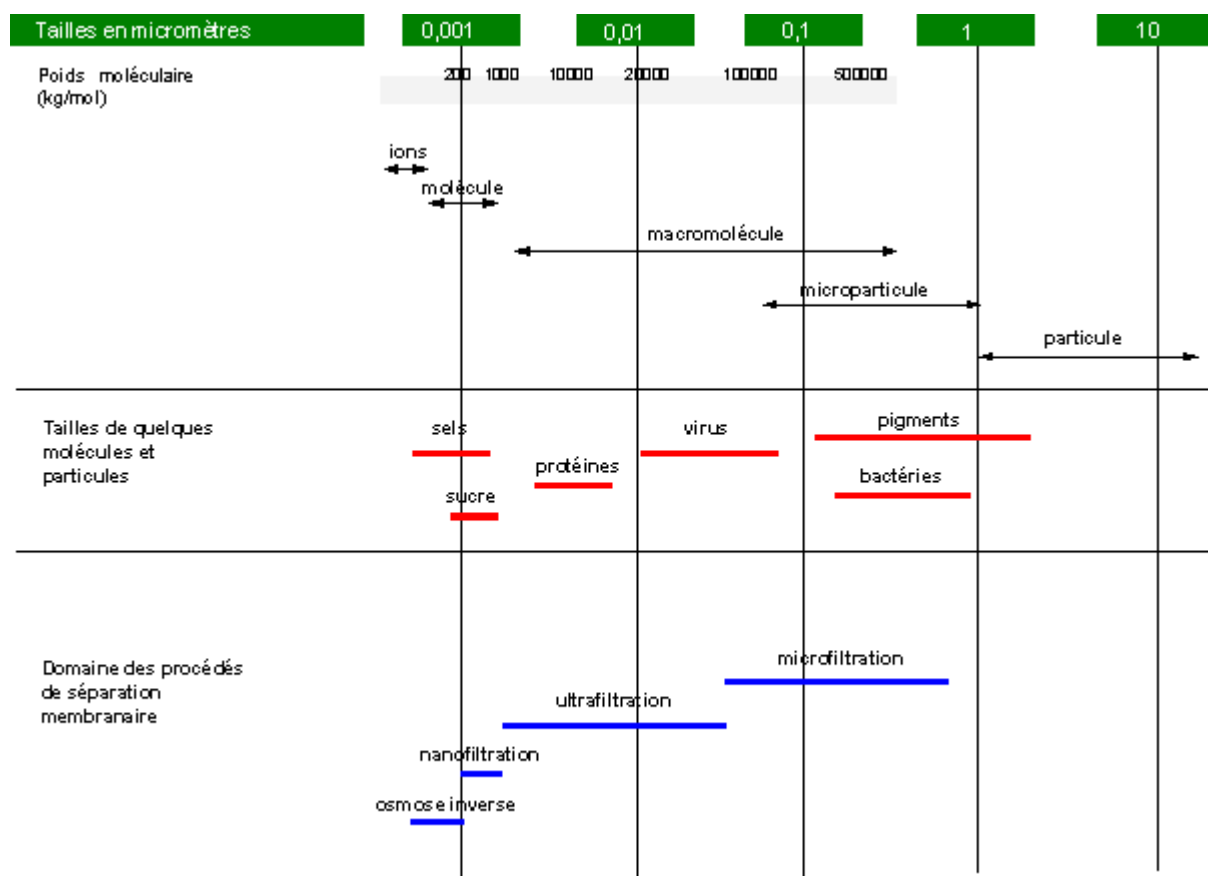 Tailles en micromètres 0,001 0,01 0,1 1 10
Poids moléculaire 200 1000 10000 20000 100000 500000
(kg/mol)
ions
molécule
macromolécule
microparticule
particule
Tailles de quelques
molécules et
particules
sels
virus
pigments
protéines
bactéries
sucre
Domaine des procédés
de séparation
membranaire
microfiltration
ultrafiltration
nanofiltration
osmose inverse